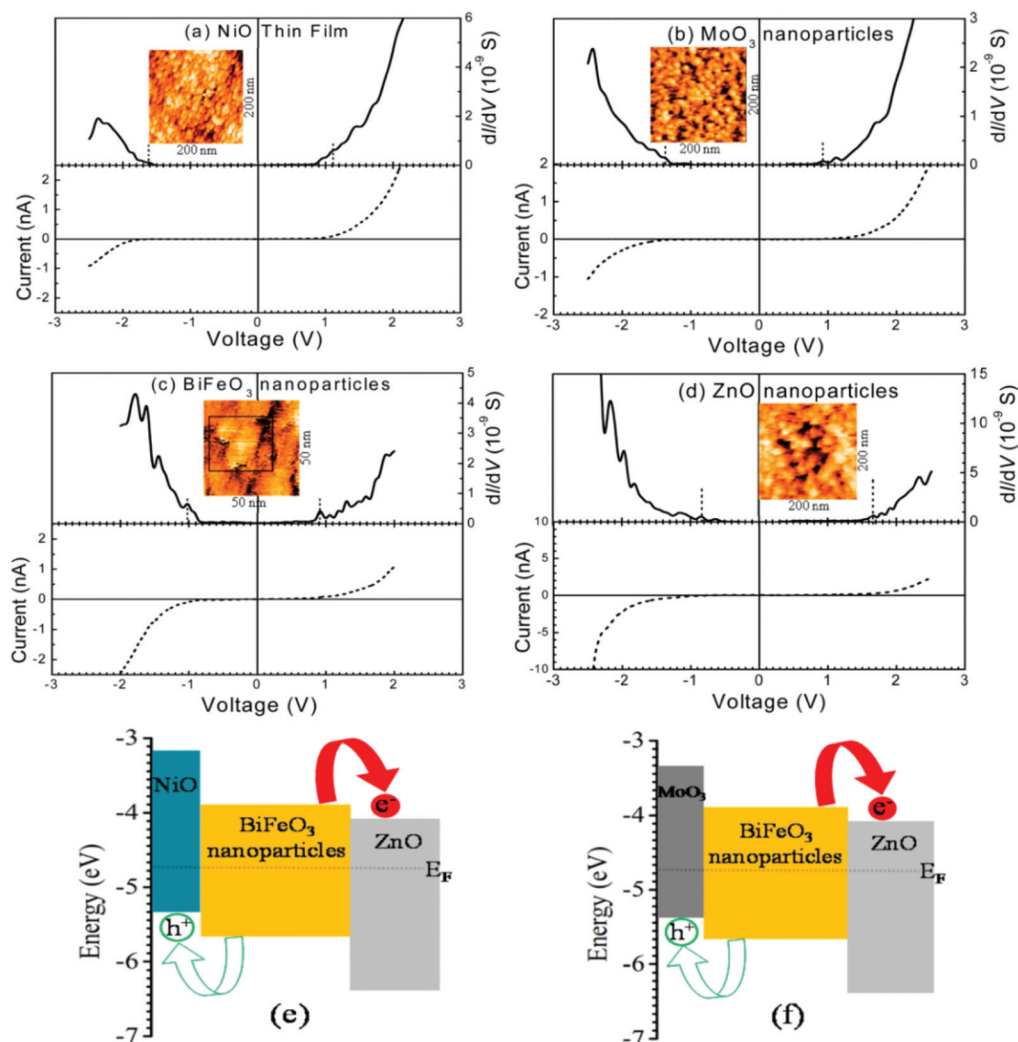 (a) NiO Thin Film
200 nm
200 nm
6
4
2
0
dI/dV (10⁻⁹ S)
2
1
0
-1
-2
Current (nA)
-3 -2 -1 0 1 2 3
Voltage (V)
(b) MoO₃ nanoparticles
3
200 nm
200 nm
3
2
1
0
dI/dV (10⁻⁹ S)
2
2
1
0
-1
-2
Current (nA)
-3 -2 -1 0 1 2 3
Voltage (V)
(c) BiFeO₃ nanoparticles
3
50 nm
50 nm
5
4
3
2
1
0
dI/dV (10⁻⁹ S)
2
1
0
-1
-2
Current (nA)
-3 -2 -1 0 1 2 3
Voltage (V)
(d) ZnO nanoparticles
200 nm
200 nm
15
10
5
0
dI/dV (10⁻⁹ S)
10
5
0
-5
-10
Current (nA)
-3 -2 -1 0 1 2 3
Voltage (V)
-3
-4
-5
-6
-7
Energy (eV)
NiO
BiFeO₃
nanoparticles
e⁻
ZnO
E_F
h⁺
(e)
-3
-4
-5
-6
-7
Energy (eV)
MoO₃
BiFeO₃
nanoparticles
e⁻
ZnO
E_F
h⁺
(f)